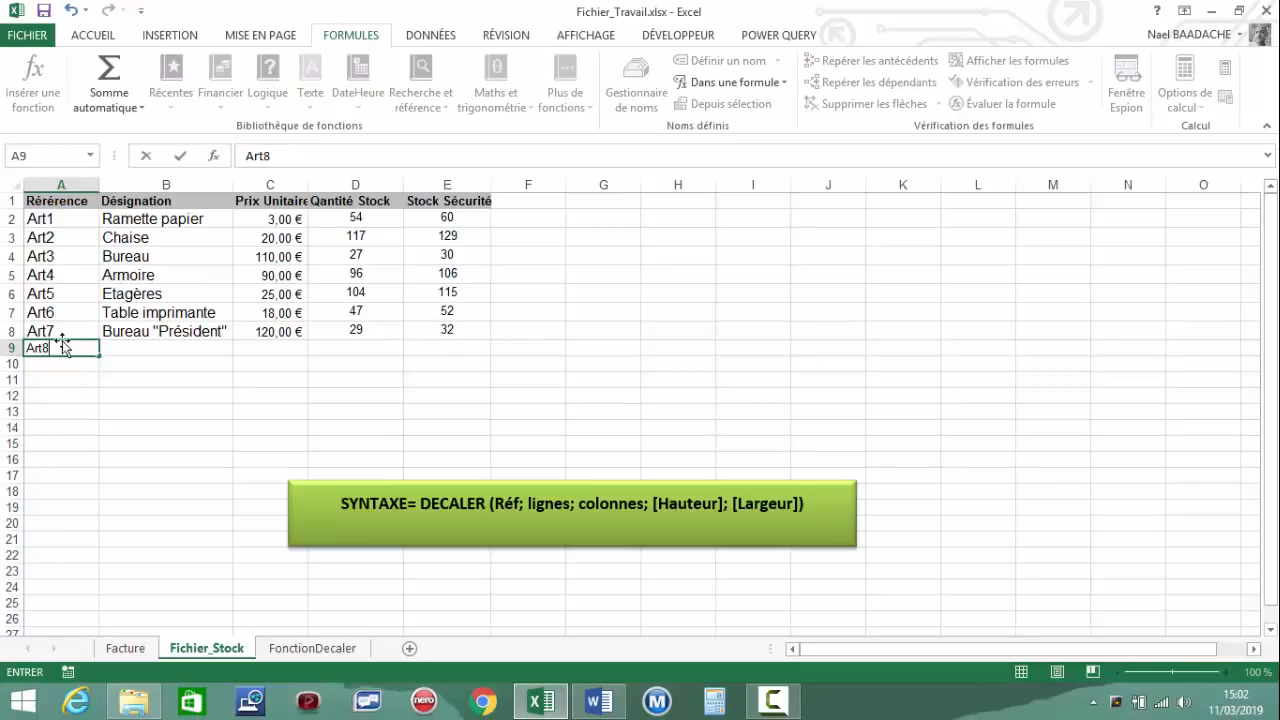 Fichier_Travail.xlsx - Excel
FICHIER ACCUEIL INSERTION MISE EN PAGE FORMULES DONNÉES RÉVISION AFFICHAGE DÉVELOPPEUR POWER QUERY Nael BAADACHE
Insérer une fonction
Somme automatique
Récentes
Financier
Logique
Texte
DateHeure
Recherche et référence
Maths et trigonométrie
Plus de fonctions
Bibliothèque de fonctions
Gestionnaire de noms
Définir un nom
Dans une formule
Depuis sélection
Noms définis
Repérer les antécédents
Repérer les dépendants
Supprimer les flèches
Afficher les formules
Vérification des erreurs
Évaluer la formule
Vérification des formules
Fenêtre Espion
Options de calcul
Calcul
A9 fx Art8
A B C D E F G H I J K L M N O
1 Rérérence Désignation Prix Unitaire Qantité Stock Stock Sécurité
2 Art1 Ramette papier 3,00 € 54 60
3 Art2 Chaise 20,00 € 117 129
4 Art3 Bureau 110,00 € 27 30
5 Art4 Armoire 90,00 € 96 106
6 Art5 Etagères 25,00 € 104 115
7 Art6 Table imprimante 18,00 € 47 52
8 Art7 Bureau "Président" 120,00 € 29 32
9 Art8
10
11
12
13
14
15
16
17
18
19
20
21
22
23
24
25
26
27
SYNTAXE= DECALER (Réf; lignes; colonnes; [Hauteur]; [Largeur])
Facture Fichier_Stock FonctionDecaler
ENTRER 100 %
nero
15:02
11/03/2019